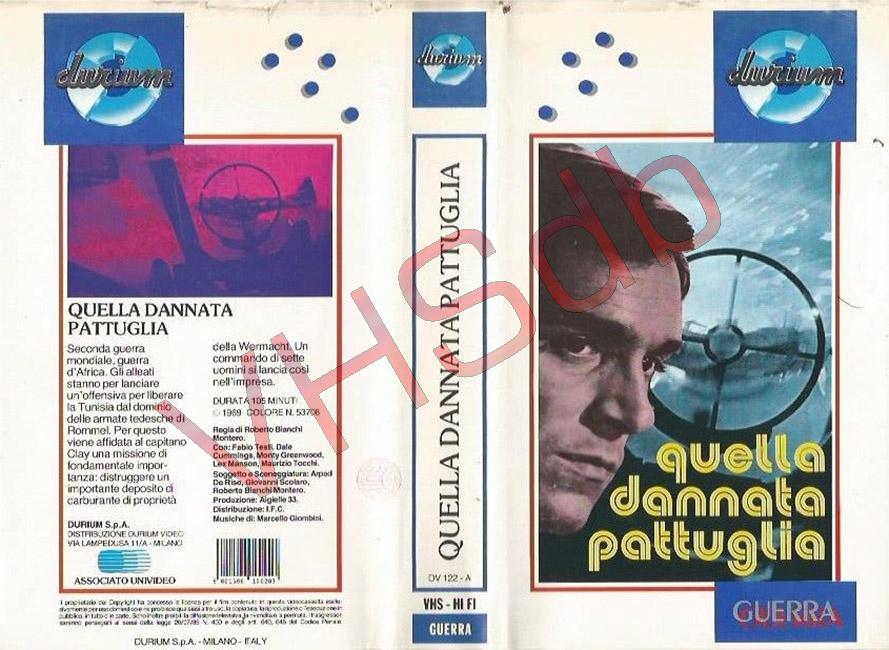 durium
QUELLA DANNATA
PATTUGLIA
Seconda guerra
mondiale, guerra
d'Africa. Gli alleati
stanno per lanciare
un'offensiva per liberare
la Tunisia dal dominio
delle armate tedesche di
Rommel. Per questo
viene affidata al capitano
Clay una missione di
fondamentale impor-
tanza: distruggere un
importante deposito di
carburante di proprietà
della Wermacht. Un
commando di sette
uomini si lancia così
nell'impresa.
DURATA 105 MINUTI
© 1969 COLORE N. 53706
Regia di Roberto Bianchi
Montero.
Con: Fabio Testi, Dale
Cummings, Monty Greenwood,
Lex Monson, Maurizio Tocchi.
Soggetto e Sceneggiatura: Arpad
De Riso, Giovanni Scolaro,
Roberto Bianchi Montero.
Produzione: Aigielle 33.
Distribuzione: I.F.C.
Musiche di: Marcello Giombini.
DURIUM S.p.A.
DISTRIBUZIONE DURIUM VIDEO
VIA LAMPEDUSA 11/A - MILANO
ASSOCIATO UNIVIDEO
DURIUM S.p.A. - MILANO - ITALY
durium
QUELLA DANNATA PATTUGLIA
DV 122 - A
VHS - HI FI
GUERRA
durium
quella
dannata
pattuglia
GUERRA
VHSdb